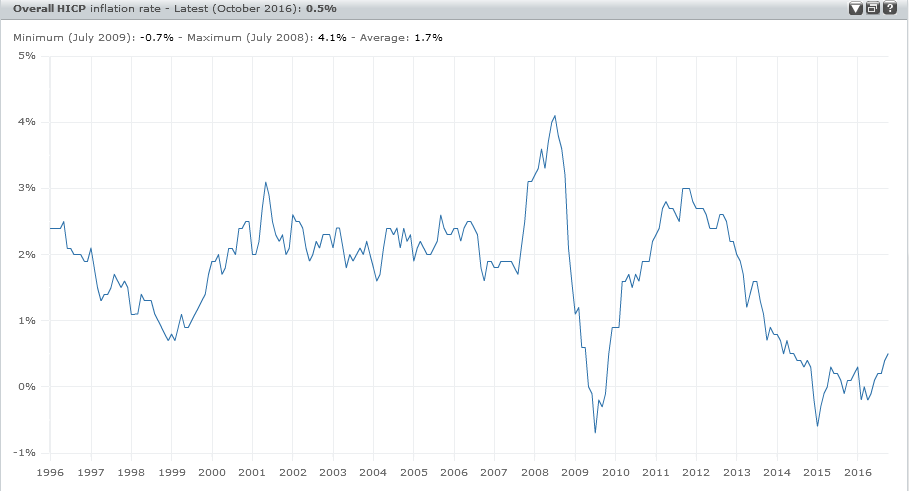 Overall HICP inflation rate - Latest (October 2016): 0.5%
Minimum (July 2009): -0.7% - Maximum (July 2008): 4.1% - Average: 1.7%
5%
4%
3%
2%
1%
0%
-1%
1996 1997 1998 1999 2000 2001 2002 2003 2004 2005 2006 2007 2008 2009 2010 2011 2012 2013 2014 2015 2016